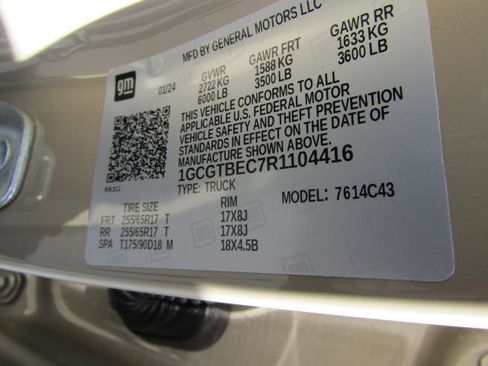 MFD BY GENERAL MOTORS LLC
gm
01/24
GVWR GAWR FRT GAWR RR
2722 KG 1588 KG 1633 KG
6000 LB 3500 LB 3600 LB
THIS VEHICLE CONFORMS TO ALL
APPLICABLE U.S. FEDERAL MOTOR
VEHICLE SAFETY AND THEFT PREVENTION
STANDARDS IN EFFECT ON THE DATE
OF MANUFACTURE SHOWN ABOVE.
1GCGTBEC7R1104416
TYPE: TRUCK MODEL: 7614C43
TIRE SIZE RIM
FRT 255/65R17 T 17X8J
RR 255/65R17 T 17X8J
SPA T175/90D18 M 18X4.5B